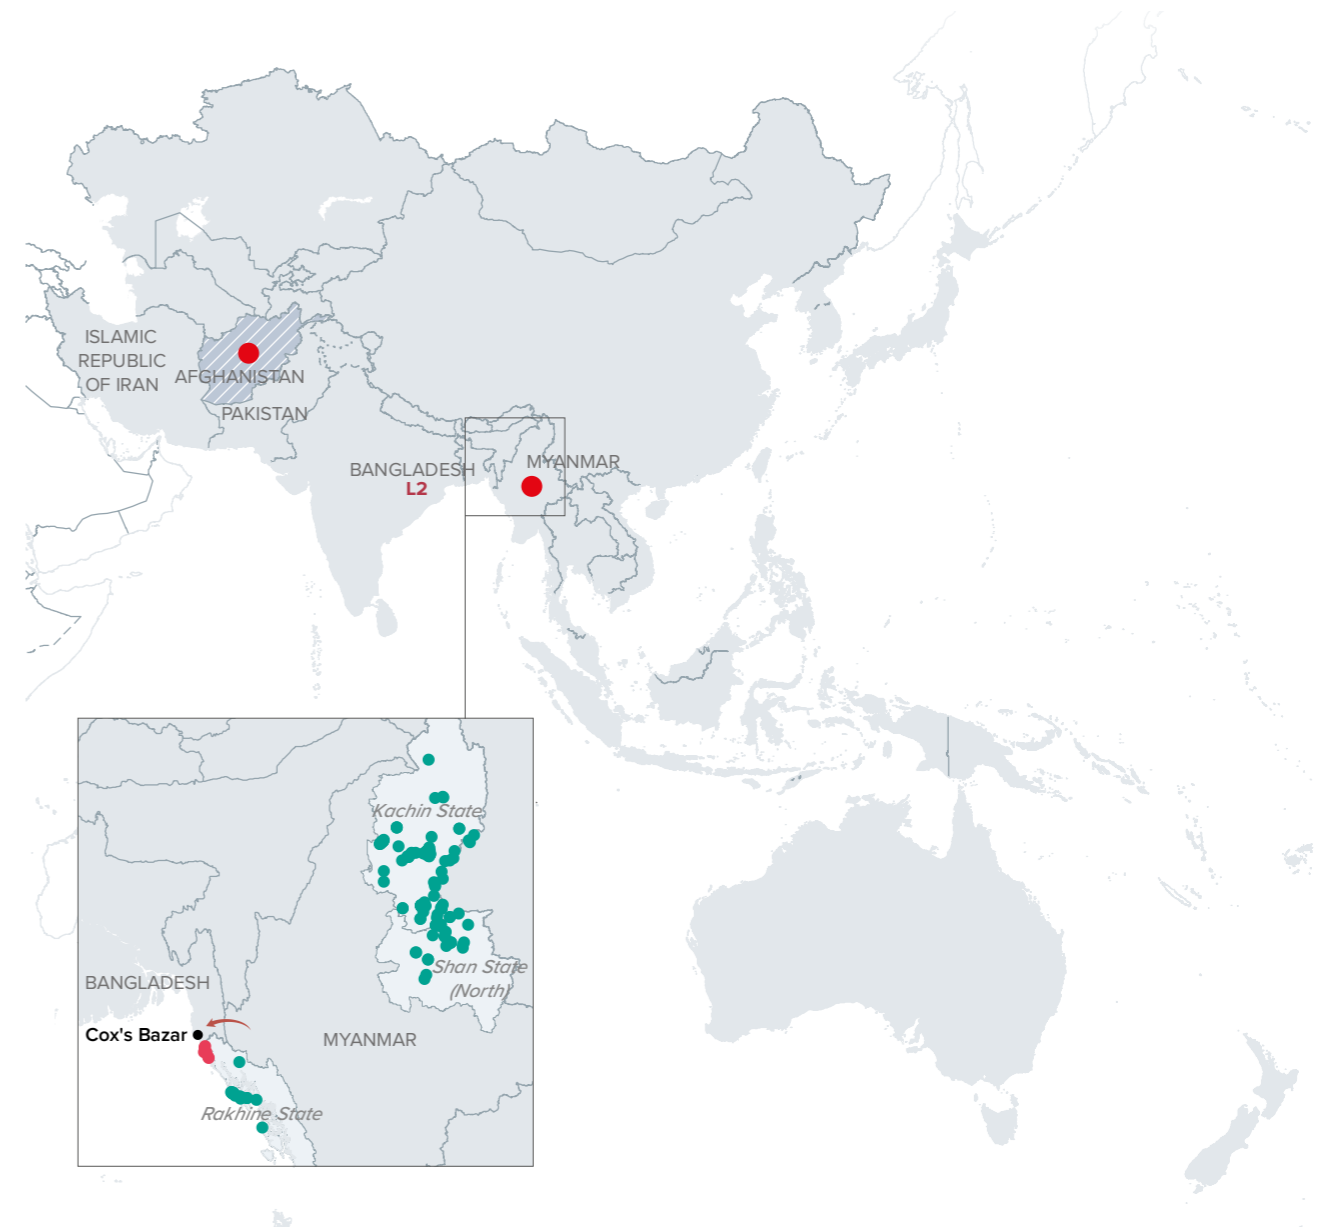 ISLAMIC
REPUBLIC
OF IRAN
AFGHANISTAN
PAKISTAN
BANGLADESH
L2
MYANMAR
Kachin State
Shan State
(North)
BANGLADESH
Cox's Bazar
MYANMAR
Rakhine State